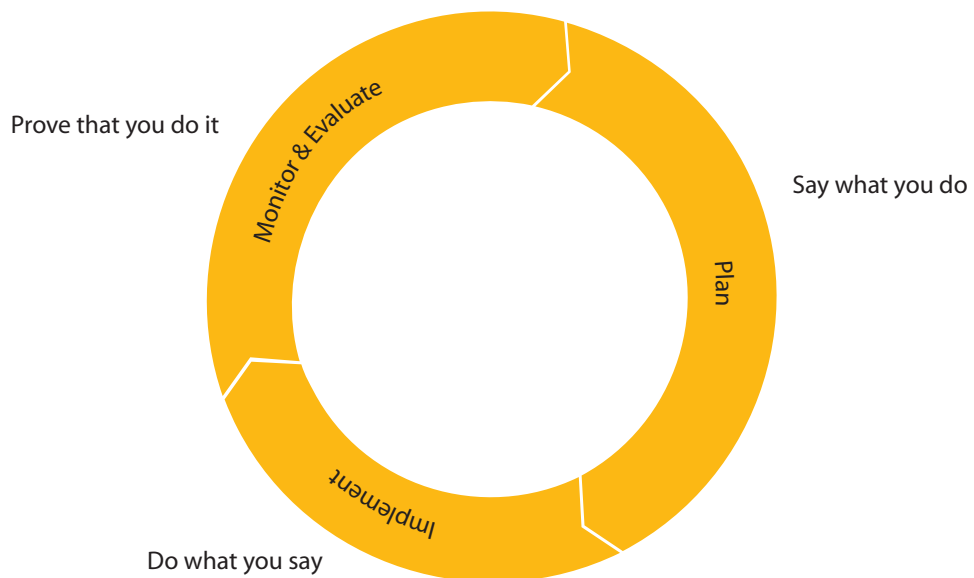 Prove that you do it
Monitor & Evaluate
Say what you do
Plan
Implement
Do what you say